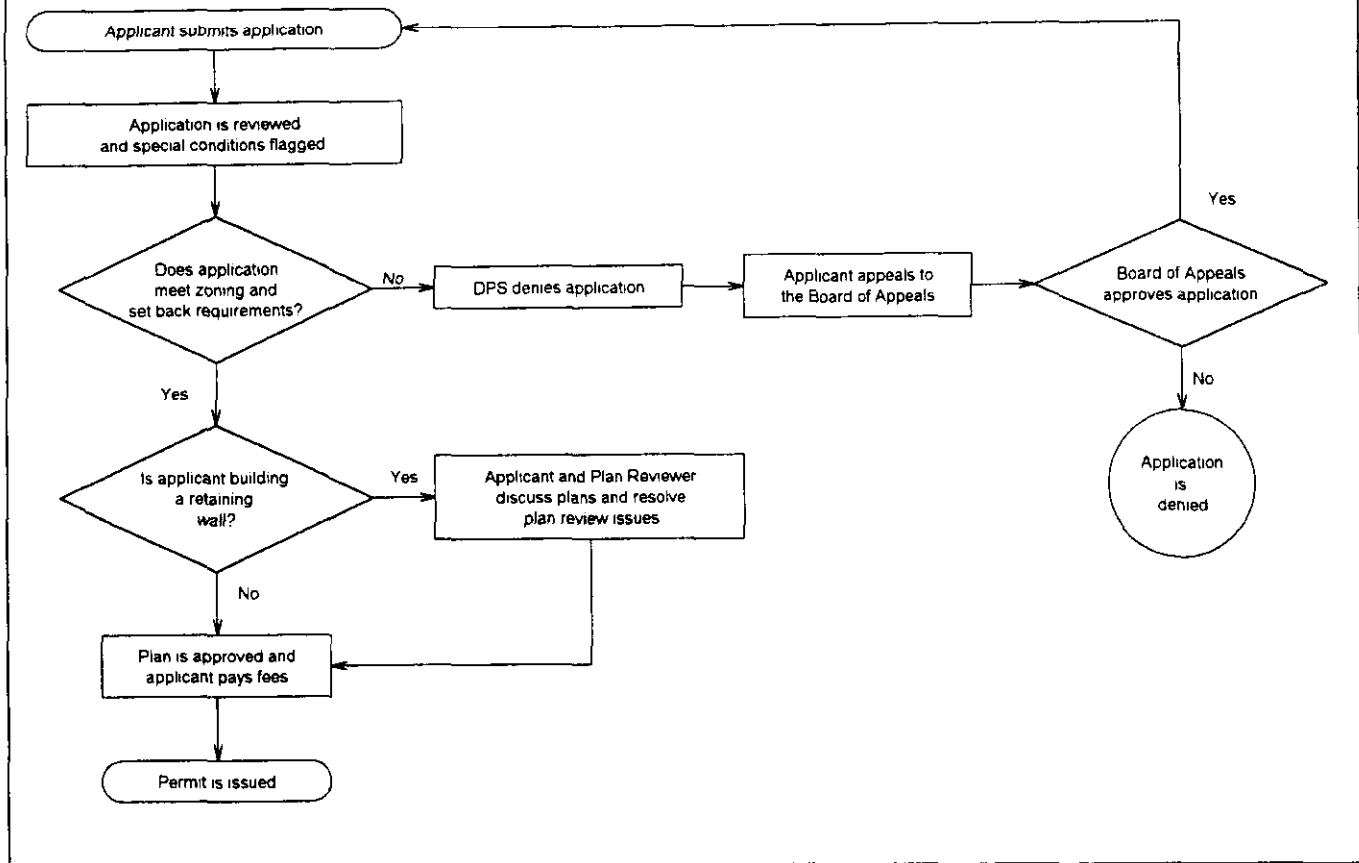 Applicant submits application
Application is reviewed
and special conditions flagged
Yes
Does application
meet zoning and
set back requirements?
No
DPS denies application
Applicant appeals to
the Board of Appeals
Board of Appeals
approves application
Yes
No
Is applicant building
a retaining
wall?
Yes
Applicant and Plan Reviewer
discuss plans and resolve
plan review issues
Application
is
denied
No
Plan is approved and
applicant pays fees
Permit is issued